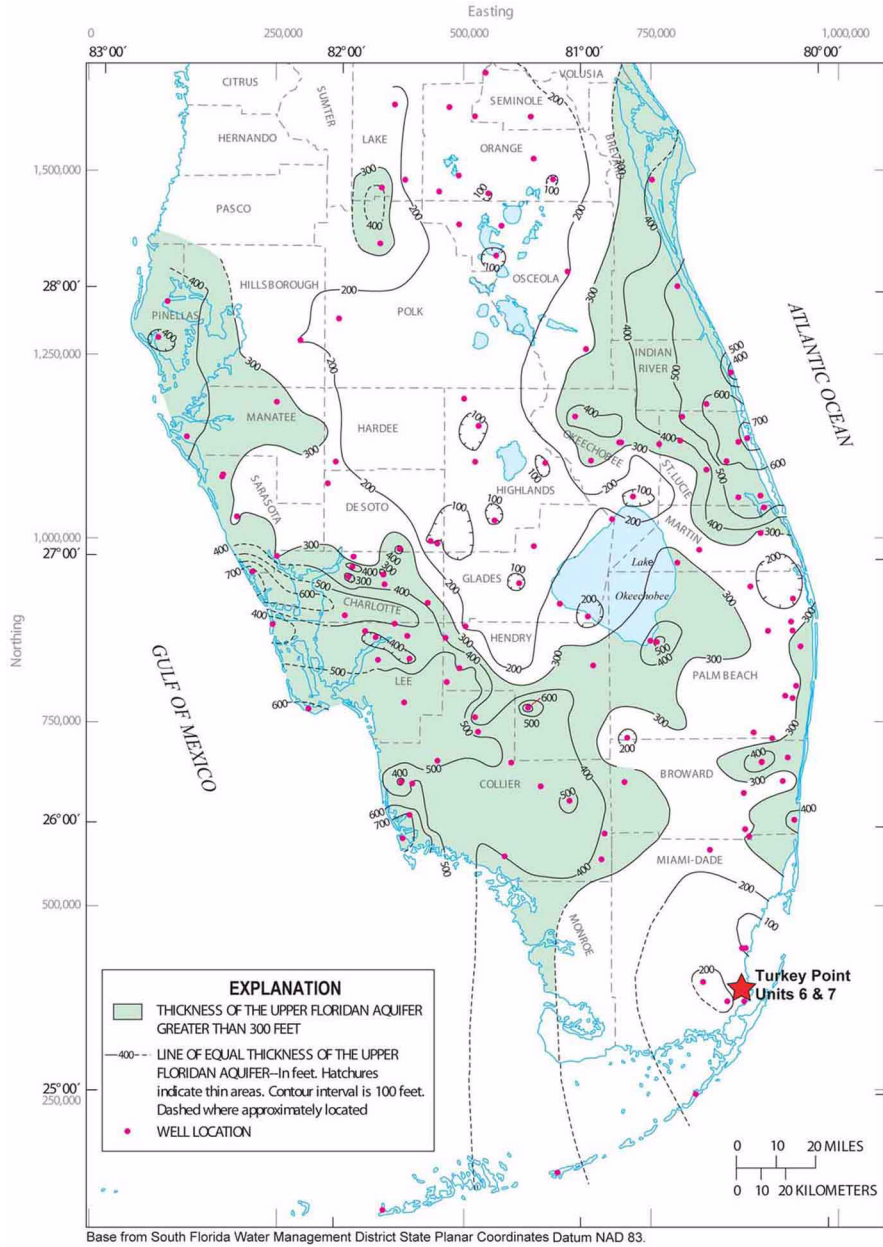 Easting
0 250,000 500,000 750,000 1,000,000
83°00′ 82°00′ 81°00′ 80°00′
CITRUS
SUMTER
VOLUSIA
SEMINOLE
HERNANDO
LAKE
ORANGE
BREVARD
1,500,000
PASCO
28°00′
HILLSBOROUGH
OSCEOLA
PINELLAS
POLK
ATLANTIC OCEAN
1,250,000
INDIAN
RIVER
MANATEE
HARDEE
OKEECHOBEE
ST. LUCIE
SARASOTA
DE SOTO
HIGHLANDS
MARTIN
1,000,000
27°00′
GLADES
Lake
Okeechobee
CHARLOTTE
HENDRY
Northing
GULF OF MEXICO
LEE
PALM BEACH
750,000
COLLIER
BROWARD
26°00′
MIAMI-DADE
500,000
MONROE
Turkey Point
Units 6 & 7
EXPLANATION
THICKNESS OF THE UPPER FLORIDAN AQUIFER
GREATER THAN 300 FEET
400
LINE OF EQUAL THICKNESS OF THE UPPER
FLORIDAN AQUIFER--In feet. Hatchures
indicate thin areas. Contour interval is 100 feet.
Dashed where approximately located
WELL LOCATION
25°00′
250,000
0 10 20 MILES
0 10 20 KILOMETERS
Base from South Florida Water Management District State Planar Coordinates Datum NAD 83.